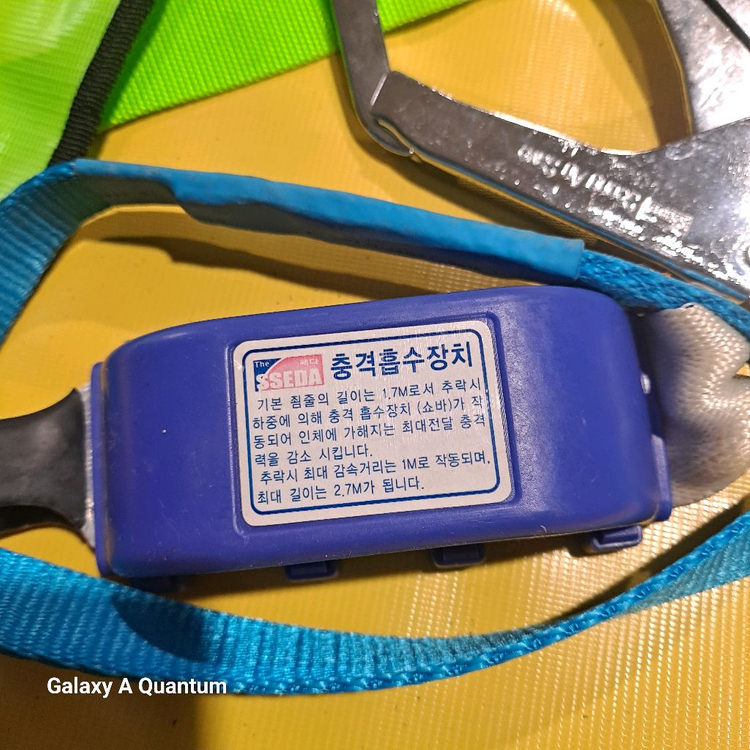 The 쎄다
SSEDA 충격흡수장치
기본 죔줄의 길이는 1.7M로서 추락시
하중에 의해 충격 흡수장치 (쇼바)가 작
동되어 인체에 가해지는 최대전달 충격
력을 감소 시킵니다.
추락시 최대 감속거리는 1M로 작동되며,
최대 길이는 2.7M가 됩니다.
Galaxy A Quantum